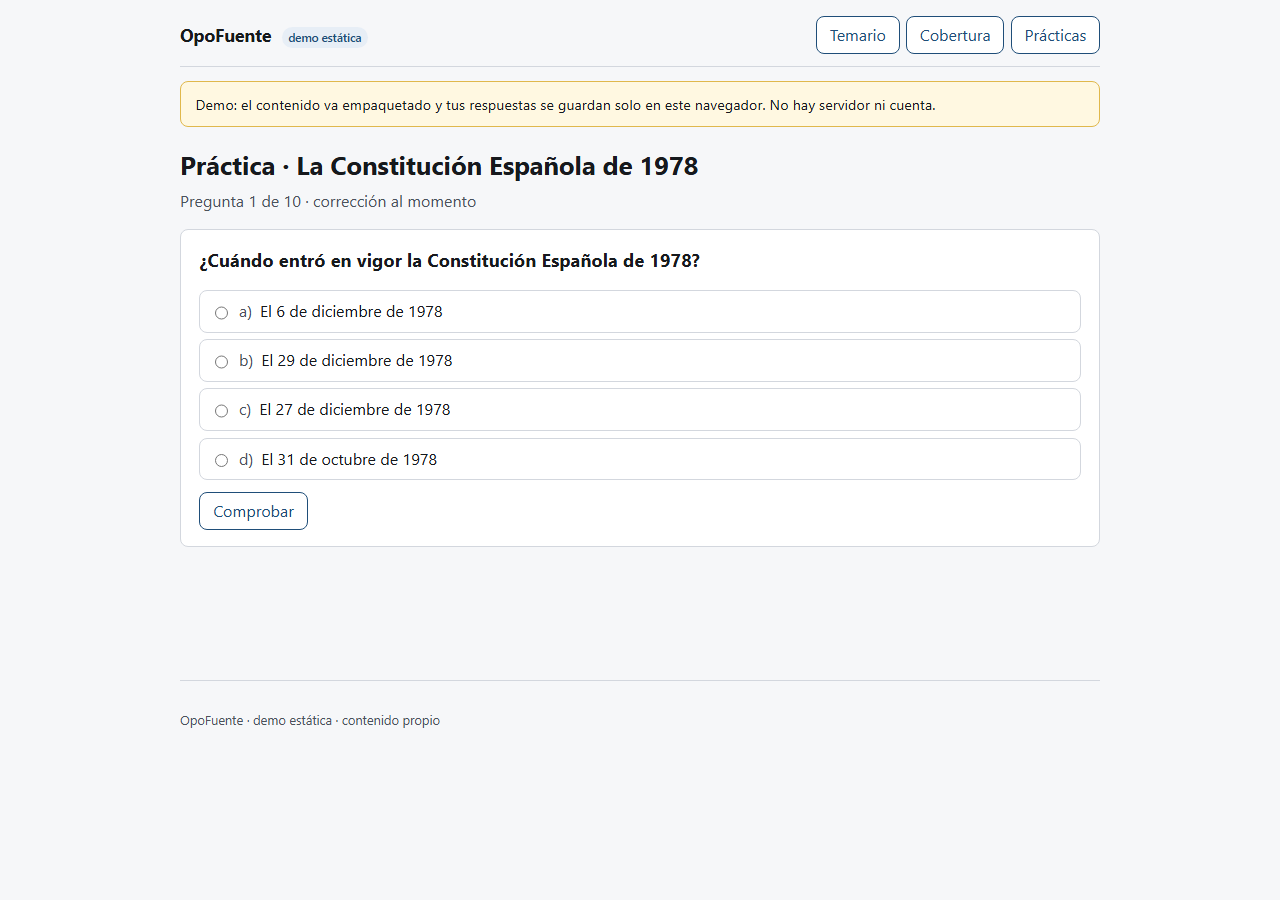 OpoFuente demo estática Temario Cobertura Prácticas
Demo: el contenido va empaquetado y tus respuestas se guardan solo en este navegador. No hay servidor ni cuenta.
Práctica · La Constitución Española de 1978
Pregunta 1 de 10 · corrección al momento
¿Cuándo entró en vigor la Constitución Española de 1978?
a) El 6 de diciembre de 1978
b) El 29 de diciembre de 1978
c) El 27 de diciembre de 1978
d) El 31 de octubre de 1978
Comprobar
OpoFuente · demo estática · contenido propio